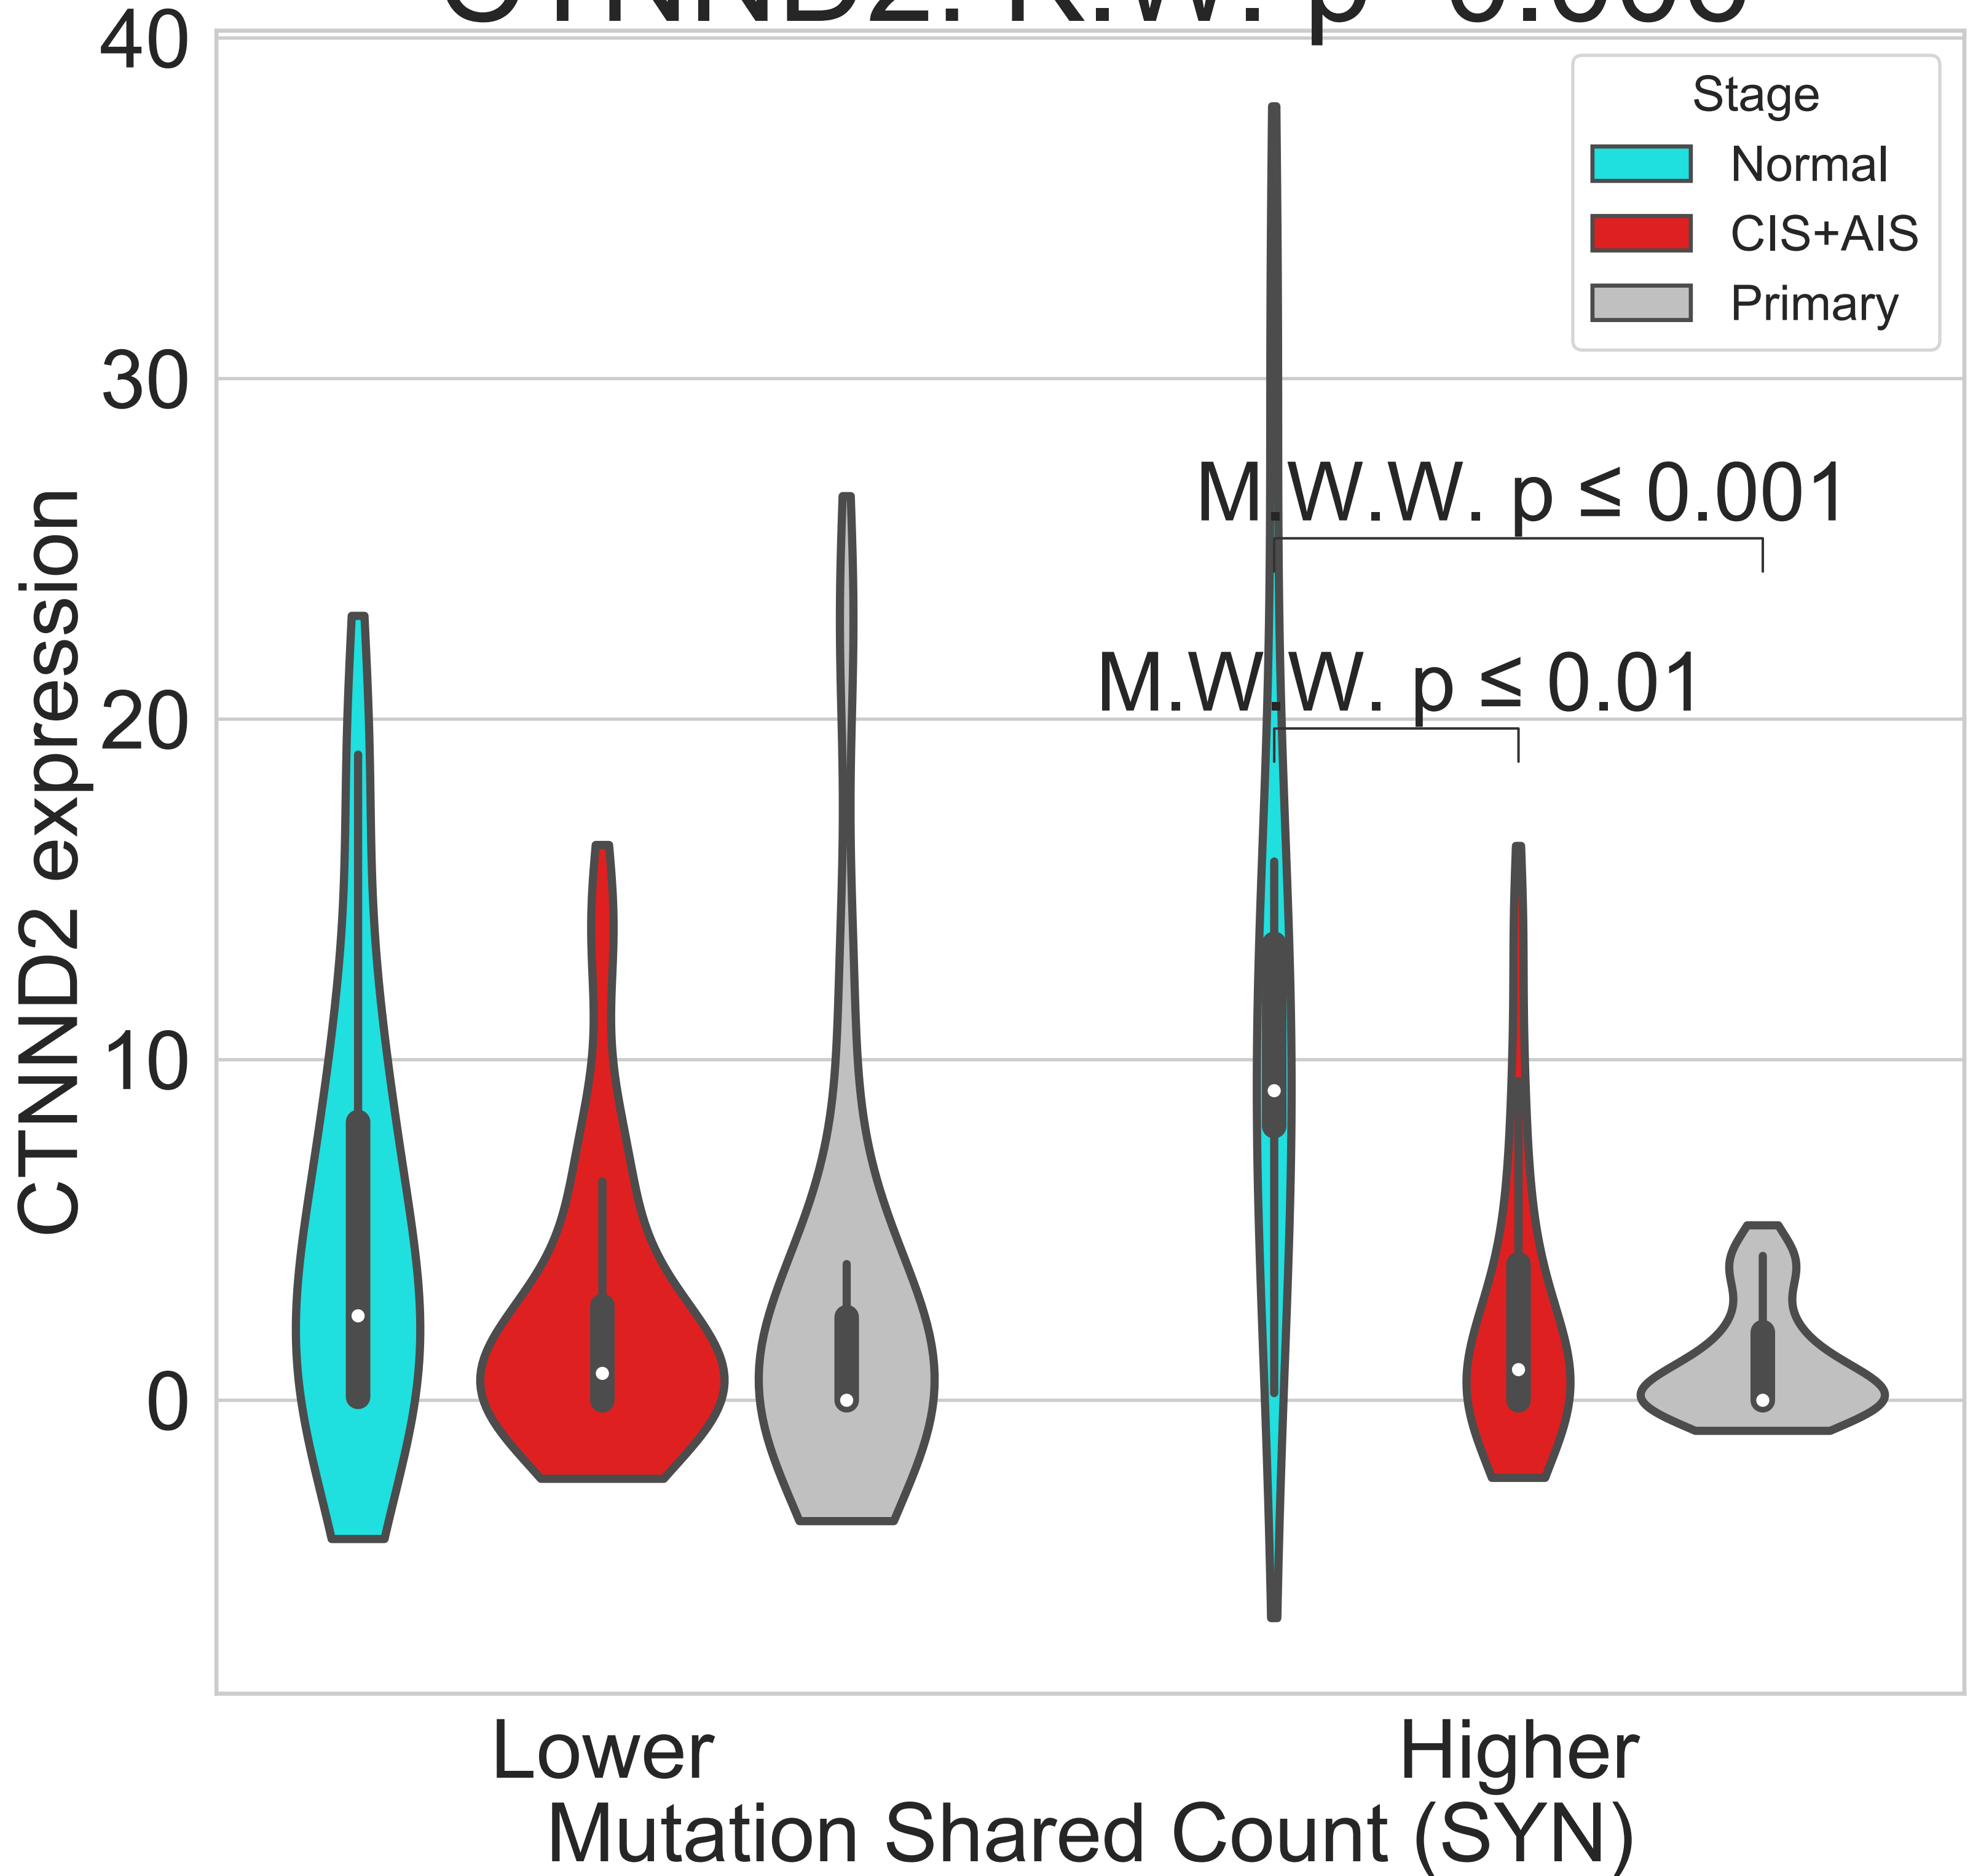 40
Stage
Normal
CIS+AIS
Primary
30
M.W.W. p ≤ 0.001
20
M.W.W. p ≤ 0.01
10
0
CTNND2 expression
Lower
Higher
Mutation Shared Count (SYN)